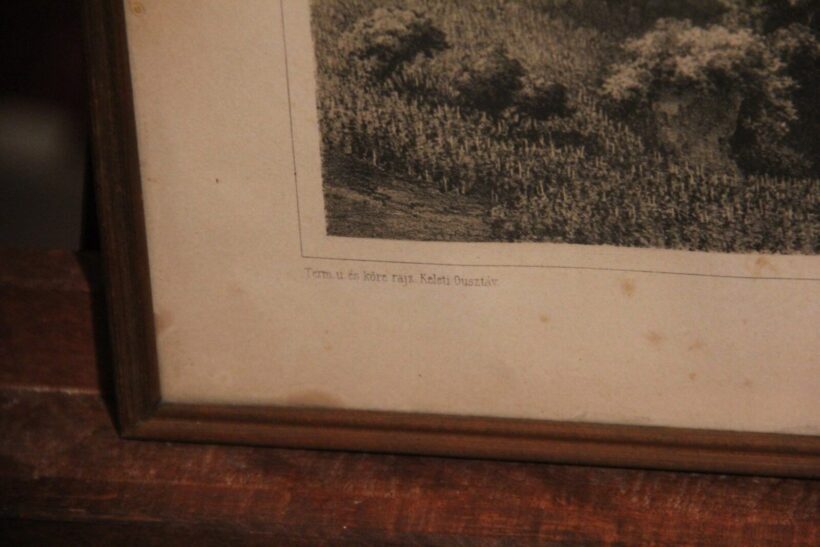 Term. u. és kőre rajz. Keleti Gusztáv.